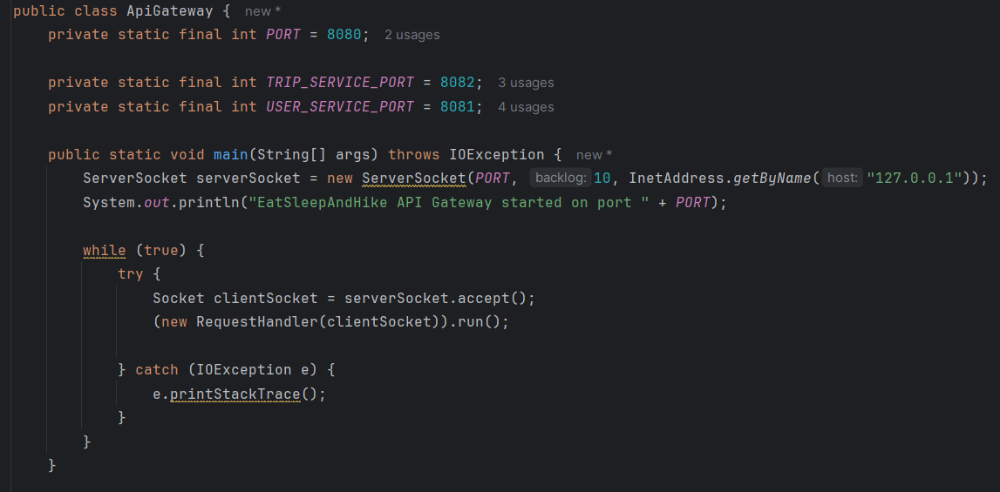 public class ApiGateway { new *
private static final int PORT = 8080; 2 usages
private static final int TRIP_SERVICE_PORT = 8082; 3 usages
private static final int USER_SERVICE_PORT = 8081; 4 usages
public static void main(String[] args) throws IOException { new *
ServerSocket serverSocket = new ServerSocket(PORT, backlog: 10, InetAddress.getByName( host: "127.0.0.1"));
System.out.println("EatSleepAndHike API Gateway started on port " + PORT);
while (true) {
try {
Socket clientSocket = serverSocket.accept();
(new RequestHandler(clientSocket)).run();
} catch (IOException e) {
e.printStackTrace();
}
}
}